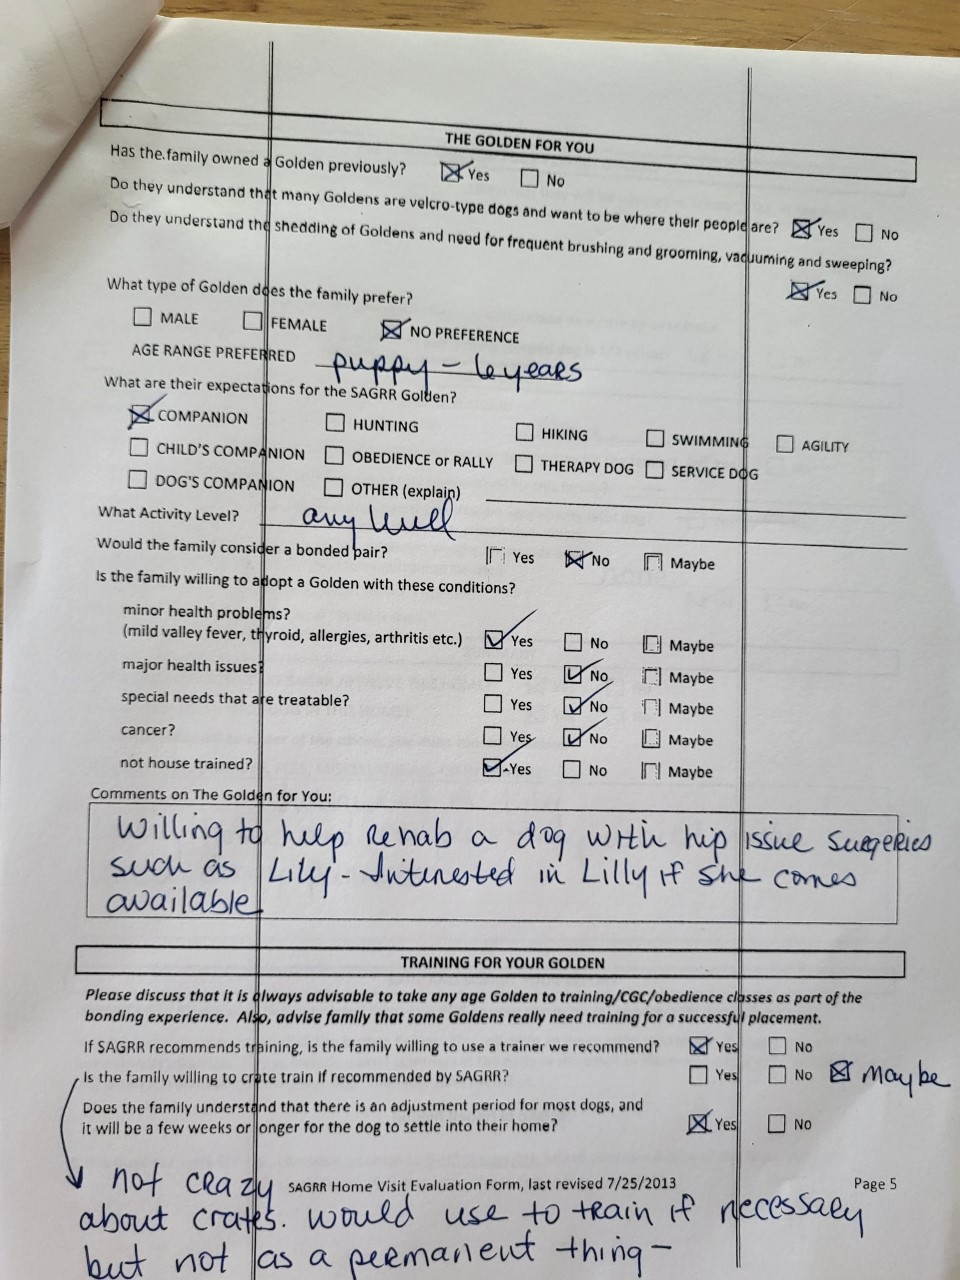 THE GOLDEN FOR YOU
Has the family owned a Golden previously? ☒ Yes ☐ No
Do they understand that many Goldens are velcro-type dogs and want to be where their people are? ☒ Yes ☐ No
Do they understand the shedding of Goldens and need for frequent brushing and grooming, vacuuming and sweeping?
☒ Yes ☐ No
What type of Golden does the family prefer?
☐ MALE ☐ FEMALE ☒ NO PREFERENCE
AGE RANGE PREFERRED puppy - 6 years
What are their expectations for the SAGRR Golden?
☒ COMPANION ☐ HUNTING ☐ HIKING ☐ SWIMMING ☐ AGILITY
☐ CHILD'S COMPANION ☐ OBEDIENCE or RALLY ☐ THERAPY DOG ☐ SERVICE DOG
☐ DOG'S COMPANION ☐ OTHER (explain)
What Activity Level? any level
Would the family consider a bonded pair? ☐ Yes ☒ No ☐ Maybe
Is the family willing to adopt a Golden with these conditions?
minor health problems?
(mild valley fever, thyroid, allergies, arthritis etc.) ☑ Yes ☐ No ☐ Maybe
major health issues? ☐ Yes ☑ No ☐ Maybe
special needs that are treatable? ☐ Yes ☑ No ☐ Maybe
cancer? ☐ Yes ☑ No ☐ Maybe
not house trained? ☑ Yes ☐ No ☐ Maybe
Comments on The Golden for You:
Willing to help rehab a dog with hip issue surgeries
such as Lily - Interested in Lilly if she comes
available
TRAINING FOR YOUR GOLDEN
Please discuss that it is always advisable to take any age Golden to training/CGC/obedience classes as part of the
bonding experience. Also, advise family that some Goldens really need training for a successful placement.
If SAGRR recommends training, is the family willing to use a trainer we recommend? ☒ Yes ☐ No
Is the family willing to crate train if recommended by SAGRR? ☐ Yes ☐ No ☒ Maybe
Does the family understand that there is an adjustment period for most dogs, and
it will be a few weeks or longer for the dog to settle into their home? ☒ Yes ☐ No
SAGRR Home Visit Evaluation Form, last revised 7/25/2013 Page 5
not crazy
about crates. would use to train if necessary
but not as a permanent thing -